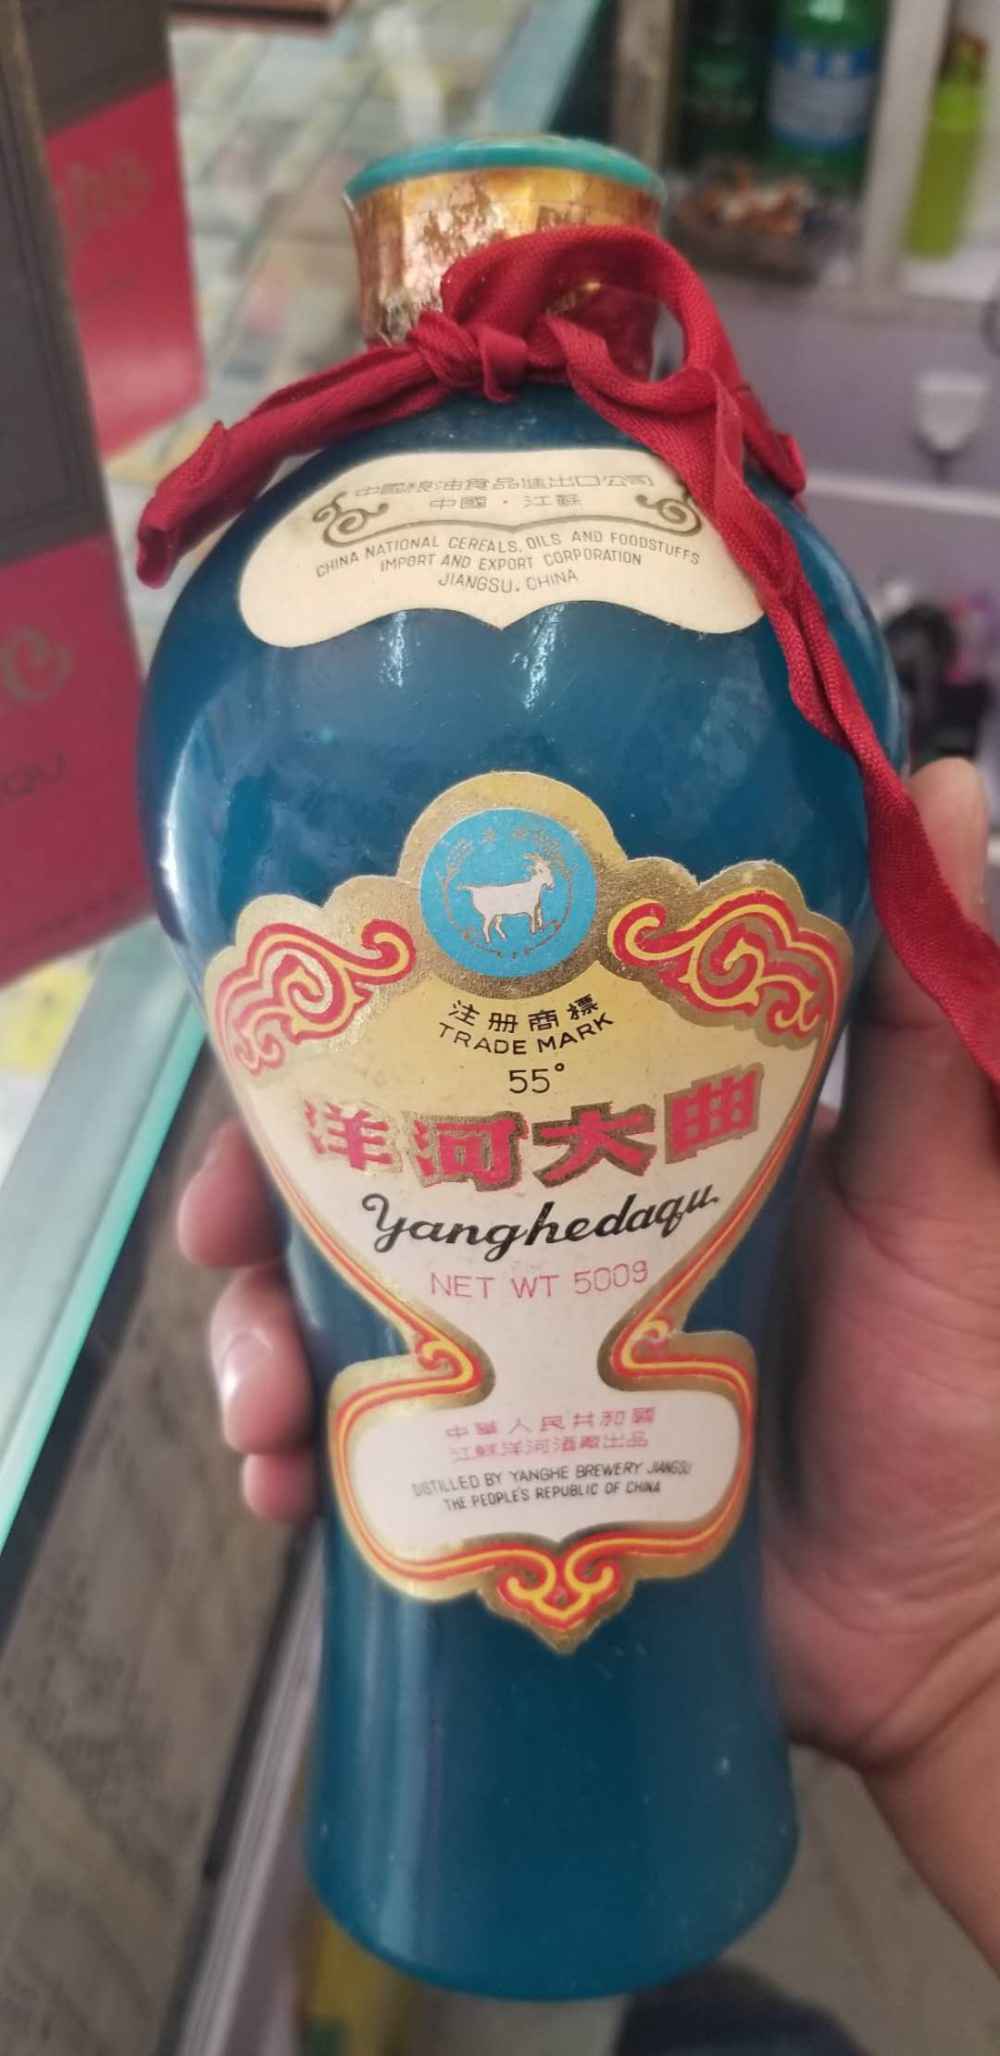 中國糧油食品進出口公司
中國·江蘇
CHINA NATIONAL CEREALS, OILS AND FOODSTUFFS
IMPORT AND EXPORT CORPORATION
JIANGSU. CHINA
注册商標
TRADE MARK
55°
洋河大曲
Yanghedaqu
NET WT 500g
中華人民共和國
江蘇洋河酒廠出品
DISTILLED BY YANGHE BREWERY JIANGSU
THE PEOPLE'S REPUBLIC OF CHINA